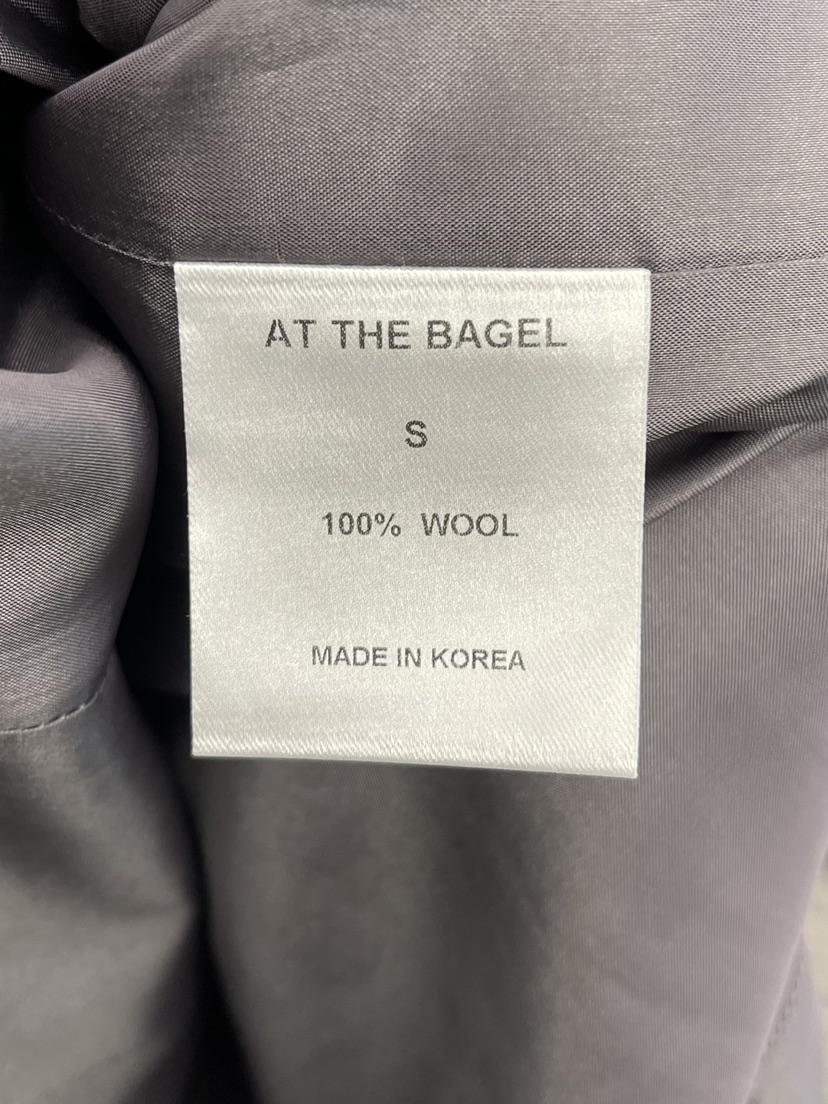 AT THE BAGEL
S
100% WOOL
MADE IN KOREA